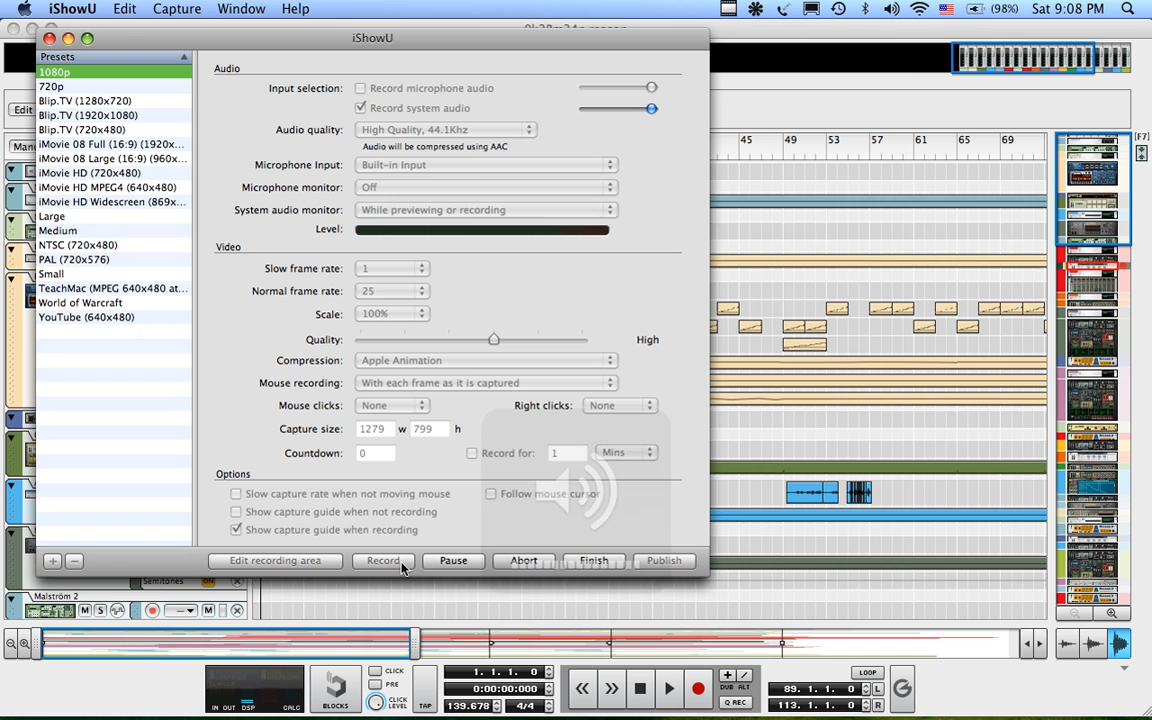 iShowU Edit Capture Window Help (98%) Sat 9:08 PM
iShowU
Presets
1080p
720p
Blip.TV (1280x720)
Blip.TV (1920x1080)
Blip.TV (720x480)
iMovie 08 Full (16:9) (1920x...
iMovie 08 Large (16:9) (960x...
iMovie HD (720x480)
iMovie HD MPEG4 (640x480)
iMovie HD Widescreen (869x...
Large
Medium
NTSC (720x480)
PAL (720x576)
Small
TeachMac (MPEG 640x480 at...
World of Warcraft
YouTube (640x480)
Audio
Input selection: Record microphone audio
Record system audio
Audio quality: High Quality, 44.1Khz
Audio will be compressed using AAC
Microphone Input: Built-in Input
Microphone monitor: Off
System audio monitor: While previewing or recording
Level:
Video
Slow frame rate: 1
Normal frame rate: 25
Scale: 100%
Quality: High
Compression: Apple Animation
Mouse recording: With each frame as it is captured
Mouse clicks: None Right clicks: None
Capture size: 1279 w 799 h
Countdown: 0 Record for: 1 Mins
Options
Slow capture rate when not moving mouse Follow mouse cursor
Show capture guide when not recording
Show capture guide when recording
Edit recording area Record Pause Abort Finish Publish
Edit
Man
45 49 53 57 61 65 69
[F7]
Semitones ON
Malström 2
M S M
IN OUT DSP CALC
BLOCKS
CLICK
PRE
CLICK
LEVEL
TAP
1. 1. 1. 0
0:00:00:000
139.678 4/4
DUB ALT
Q REC
LOOP
89. 1. 1. 0 L
113. 1. 1. 0 R